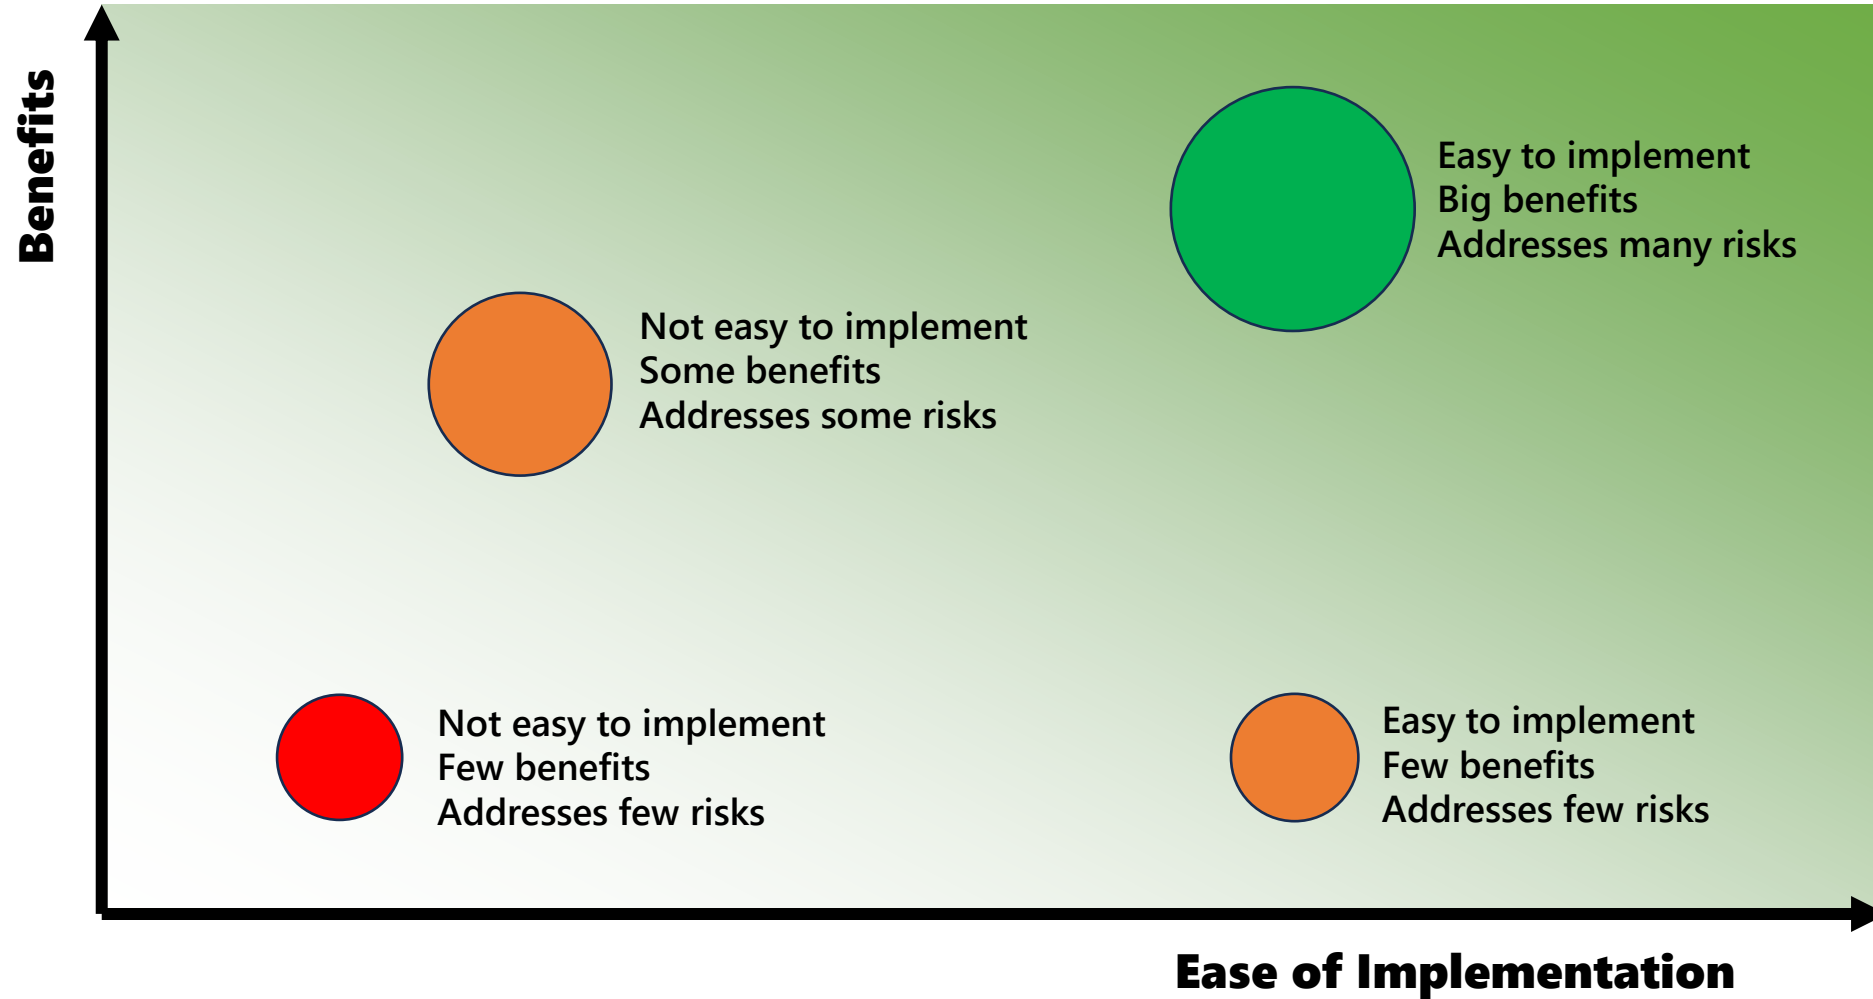 Benefits
Easy to implement
Big benefits
Addresses many risks
Not easy to implement
Some benefits
Addresses some risks
Not easy to implement
Few benefits
Addresses few risks
Easy to implement
Few benefits
Addresses few risks
Ease of Implementation